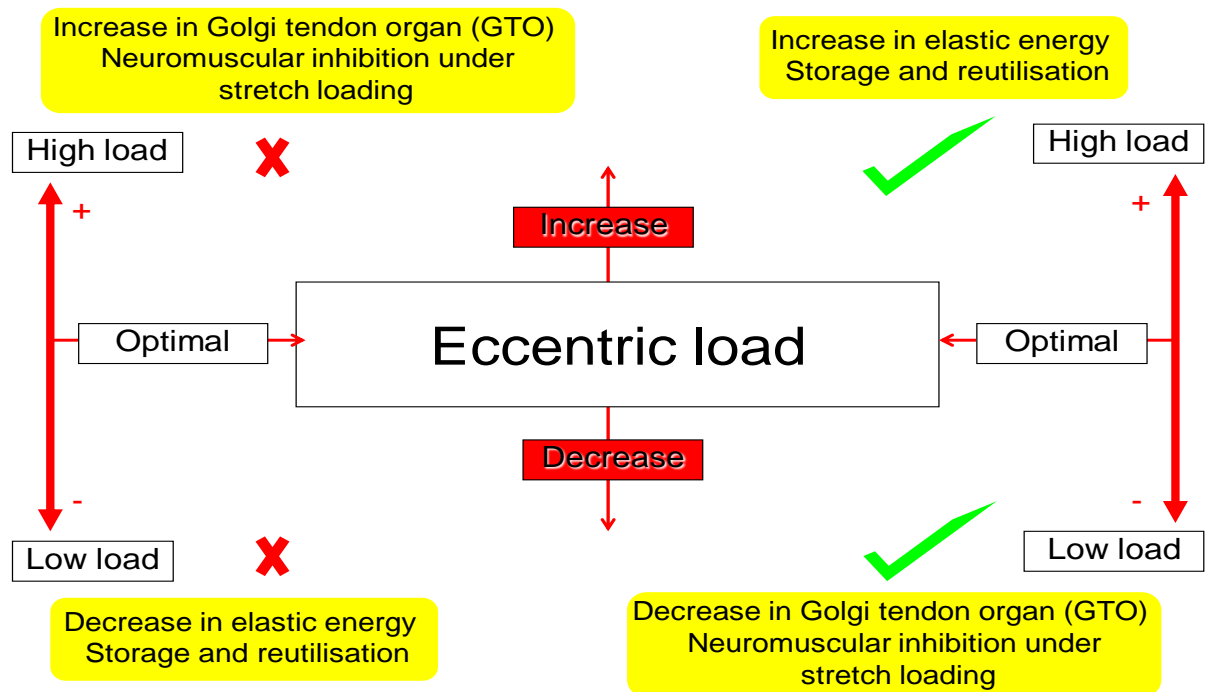 Increase in Golgi tendon organ (GTO)
Neuromuscular inhibition under
stretch loading
Increase in elastic energy
Storage and reutilisation
High load
High load
+
+
Increase
Optimal
Eccentric load
Optimal
Decrease
-
-
Low load
Low load
Decrease in elastic energy
Storage and reutilisation
Decrease in Golgi tendon organ (GTO)
Neuromuscular inhibition under
stretch loading